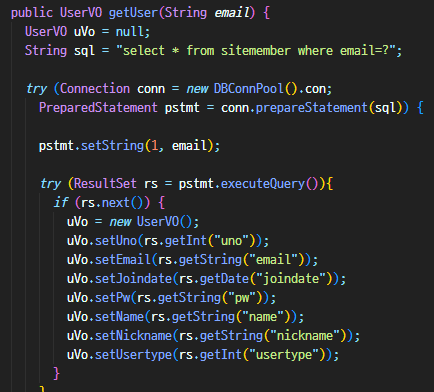 public UserVO getUser(String email) {
UserVO uVo = null;
String sql = "select * from sitemember where email=?";
try (Connection conn = new DBConnPool().con;
PreparedStatement pstmt = conn.prepareStatement(sql)) {
pstmt.setString(1, email);
try (ResultSet rs = pstmt.executeQuery()){
if (rs.next()) {
uVo = new UserVO();
uVo.setUno(rs.getInt("uno"));
uVo.setEmail(rs.getString("email"));
uVo.setJoindate(rs.getDate("joindate"));
uVo.setPw(rs.getString("pw"));
uVo.setName(rs.getString("name"));
uVo.setNickname(rs.getString("nickname"));
uVo.setUsertype(rs.getInt("usertype"));
}
}